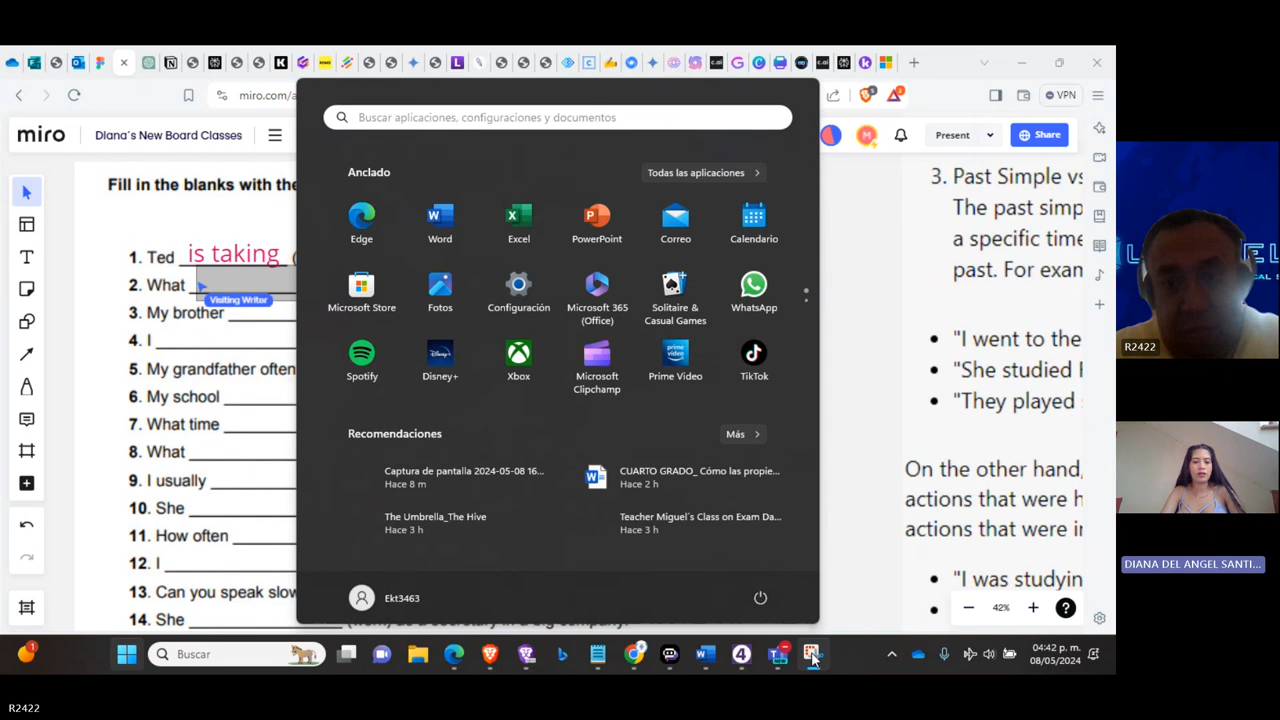 miro.com/a
VPN
miro
DIana's New Board Classes
Present
Share
Fill in the blanks with the
1. Ted is taking
2. What
Visiting Writer
3. My brother
4. I
5. My grandfather often
6. My school
7. What time
8. What
9. I usually
10. She
11. How often
12. I
13. Can you speak slow
14. She
Buscar aplicaciones, configuraciones y documentos
Anclado
Todas las aplicaciones
Edge
Word
Excel
PowerPoint
Correo
Calendario
Microsoft Store
Fotos
Configuración
Microsoft 365
(Office)
Solitaire &
Casual Games
WhatsApp
Spotify
Disney+
Xbox
Microsoft
Clipchamp
Prime Video
TikTok
Recomendaciones
Más
Captura de pantalla 2024-05-08 16...
Hace 8 m
CUARTO GRADO_ Cómo las propie...
Hace 2 h
The Umbrella_The Hive
Hace 3 h
Teacher Miguel´s Class on Exam Da...
Hace 3 h
Ekt3463
3. Past Simple vs
The past simp
a specific time
past. For exam
"I went to the
"She studied
"They played
On the other hand,
actions that were h
actions that were in
"I was studyin
42%
Buscar
04:42 p. m.
08/05/2024
R2422
DIANA DEL ANGEL SANTI...
R2422